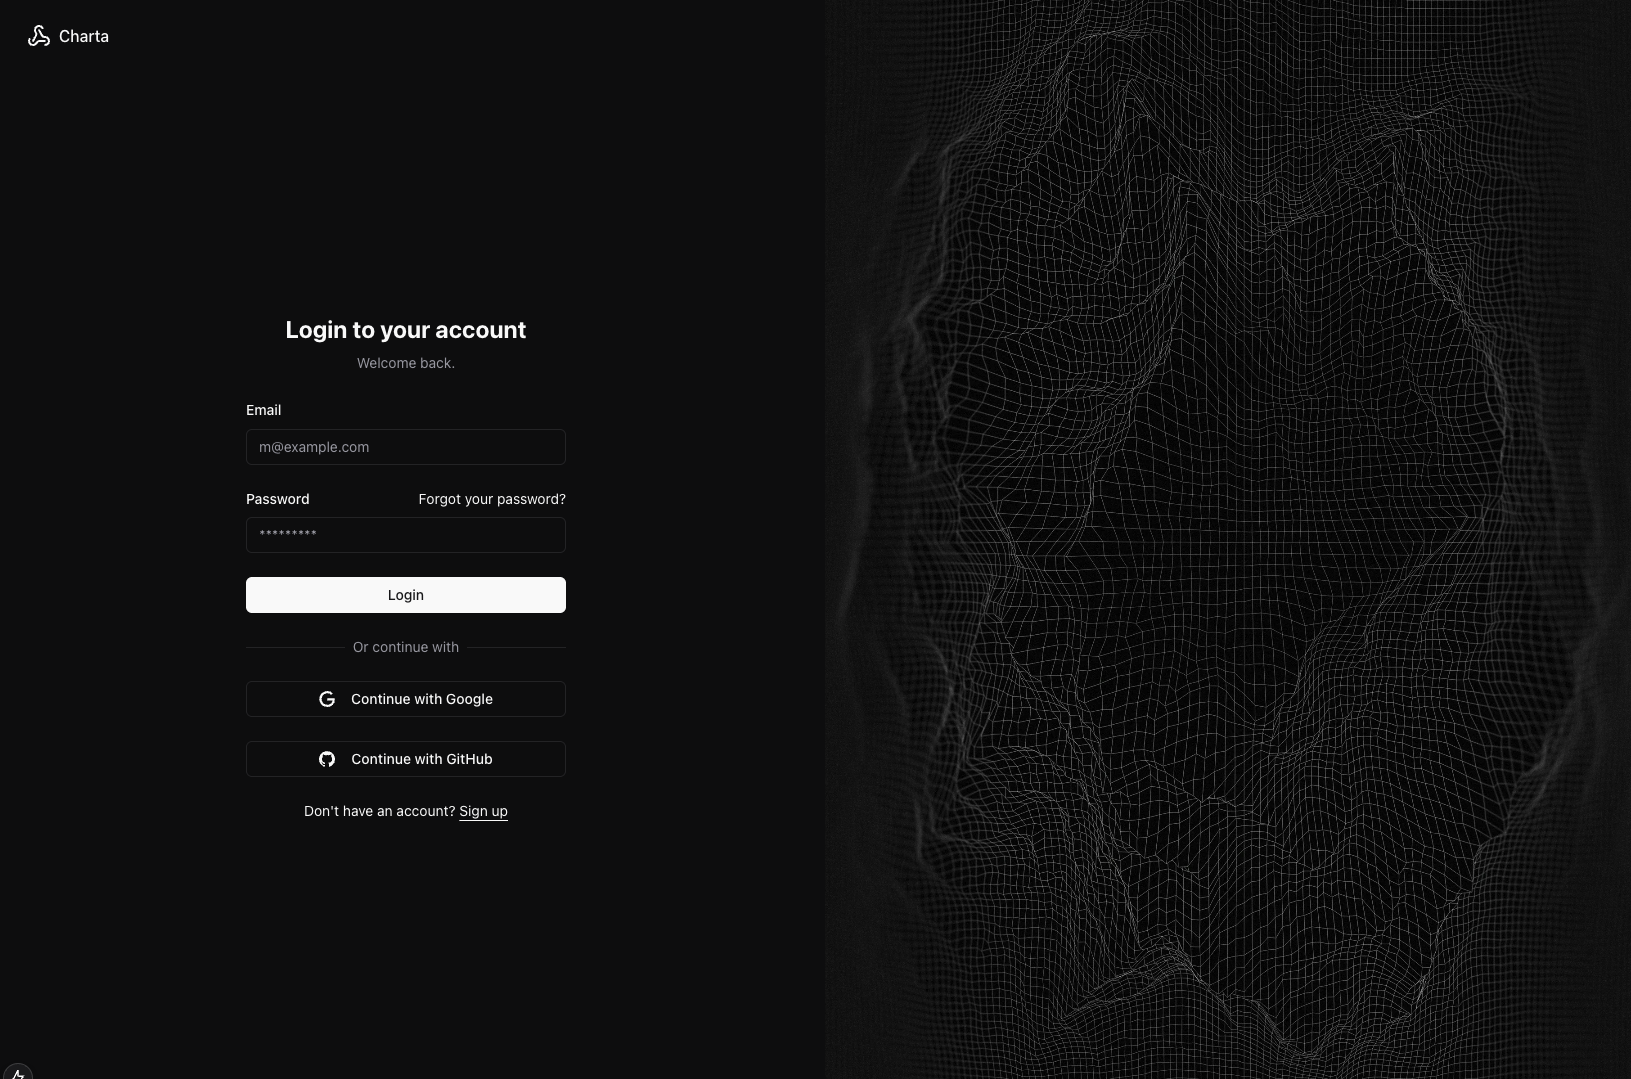 Charta
Login to your account
Welcome back.
Email
m@example.com
Password
Forgot your password?
*********
Login
Or continue with
Continue with Google
Continue with GitHub
Don't have an account? Sign up